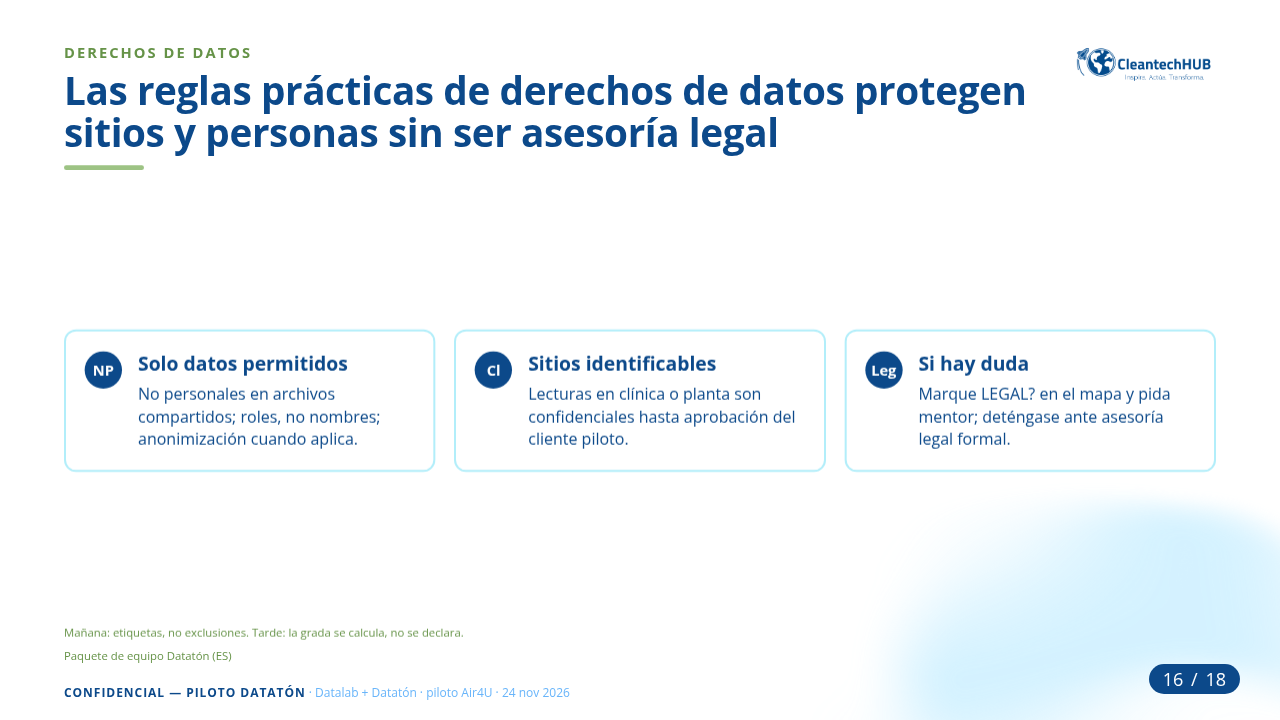 DERECHOS DE DATOS
Las reglas prácticas de derechos de datos protegen
sitios y personas sin ser asesoría legal
CleantechHUB
Inspira. Actúa. Transforma.
NP
Solo datos permitidos
No personales en archivos
compartidos; roles, no nombres;
anonimización cuando aplica.
Cl
Sitios identificables
Lecturas en clínica o planta son
confidenciales hasta aprobación del
cliente piloto.
Leg
Si hay duda
Marque LEGAL? en el mapa y pida
mentor; deténgase ante asesoría
legal formal.
Mañana: etiquetas, no exclusiones. Tarde: la grada se calcula, no se declara.
Paquete de equipo Datatón (ES)
CONFIDENCIAL — PILOTO DATATÓN · Datalab + Datatón · piloto Air4U · 24 nov 2026
16 / 18